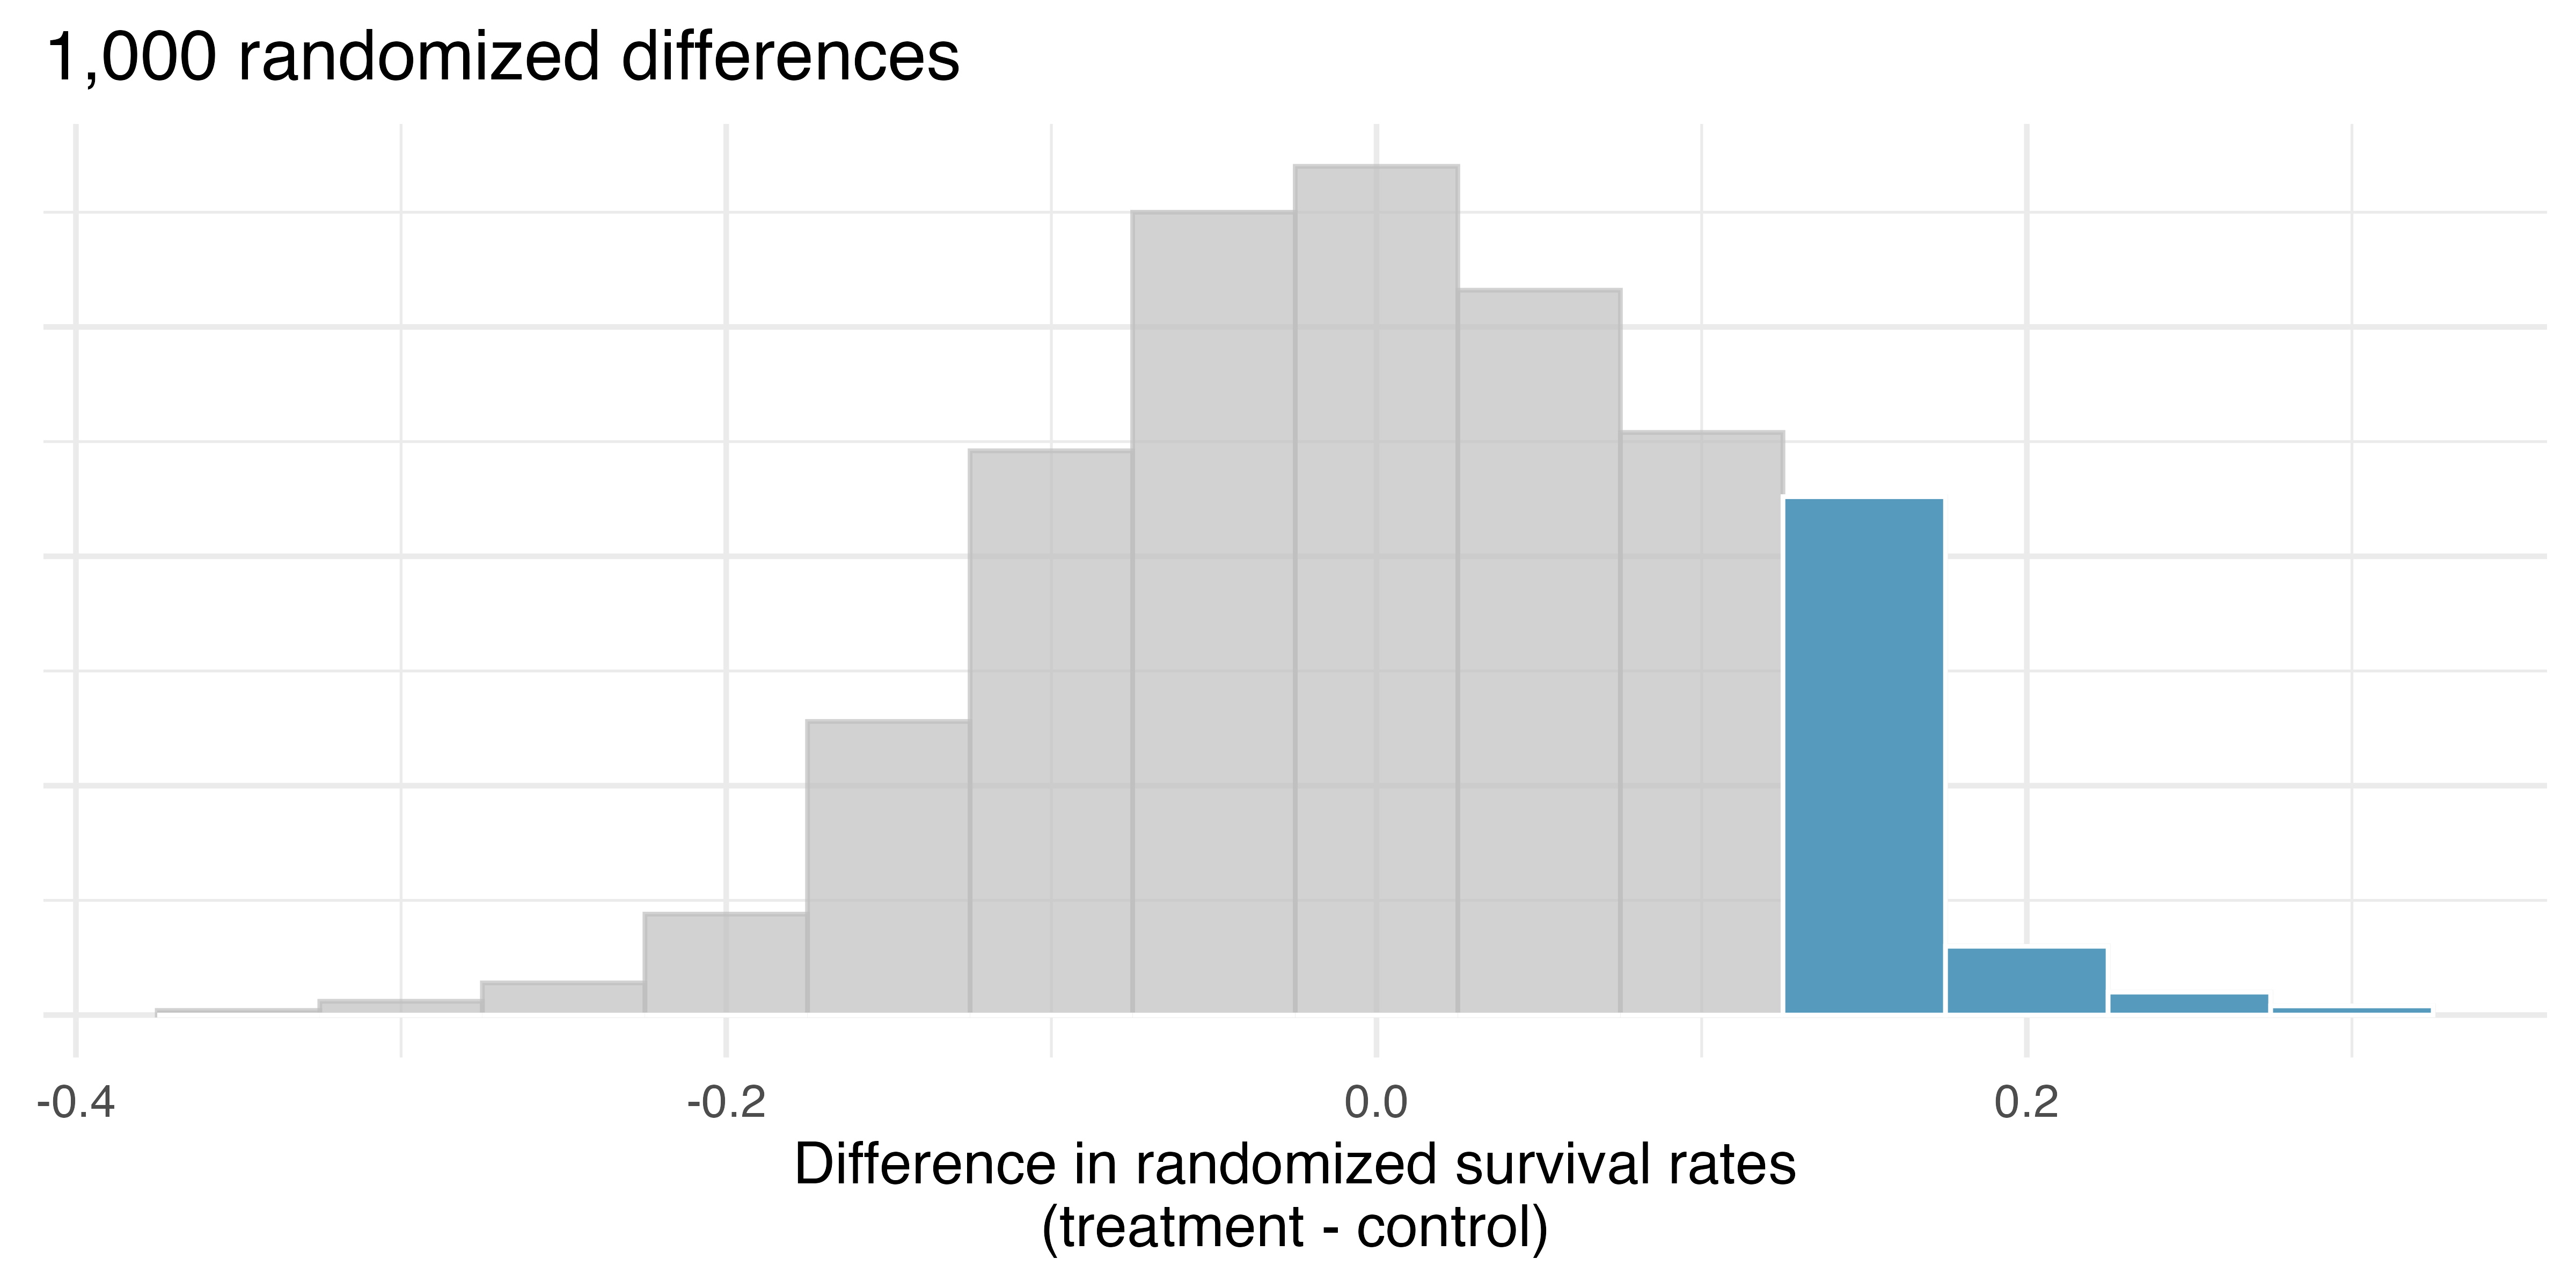 1,000 randomized differences
-0.4 -0.2 0.0 0.2
Difference in randomized survival rates
(treatment - control)